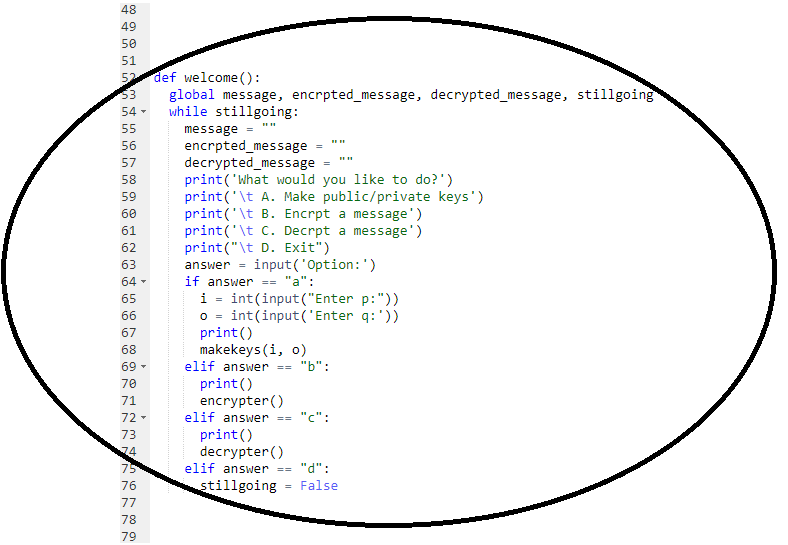 48
49
50
51
52 def welcome():
53 global message, encrpted_message, decrypted_message, stillgoing
54 while stillgoing:
55 message = ""
56 encrpted_message = ""
57 decrypted_message = ""
58 print('What would you like to do?')
59 print('\t A. Make public/private keys')
60 print('\t B. Encrpt a message')
61 print('\t C. Decrpt a message')
62 print("\t D. Exit")
63 answer = input('Option:')
64 if answer == "a":
65 i = int(input("Enter p:"))
66 o = int(input('Enter q:'))
67 print()
68 makekeys(i, o)
69 elif answer == "b":
70 print()
71 encrypter()
72 elif answer == "c":
73 print()
74 decrypter()
75 elif answer == "d":
76 stillgoing = False
77
78
79